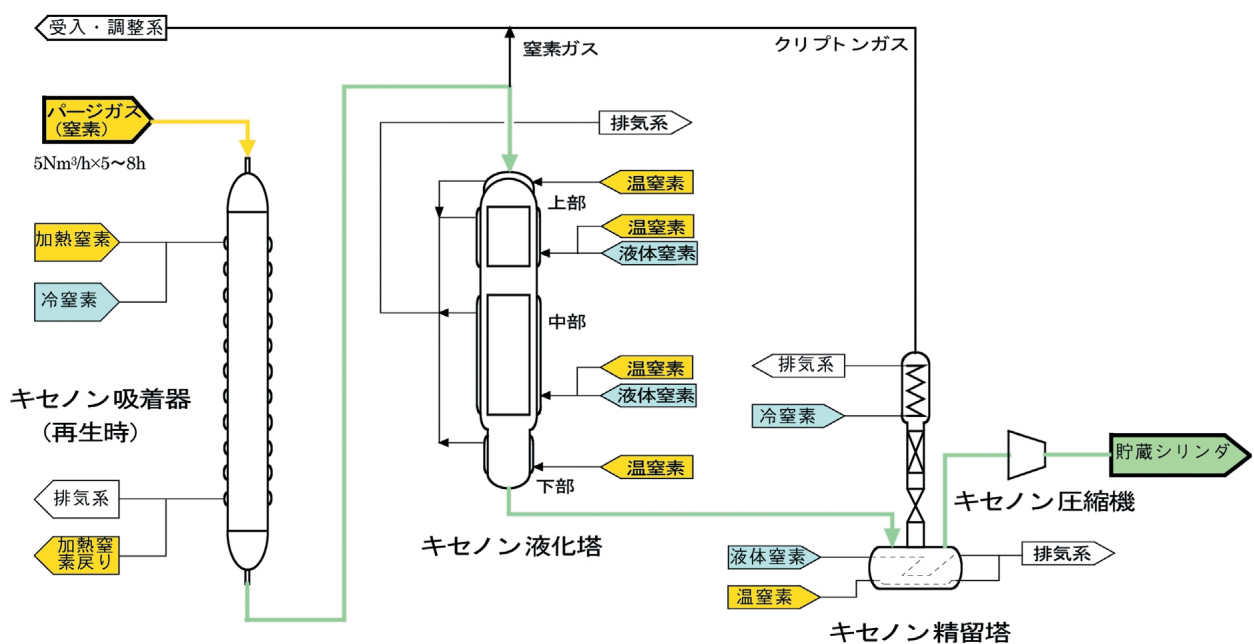 受入・調整系
窒素ガス
クリプトンガス
パージガス
(窒素)
5Nm³/h×5〜8h
排気系
温窒素
上部
温窒素
液体窒素
加熱窒素
冷窒素
中部
温窒素
液体窒素
排気系
冷窒素
キセノン吸着器
(再生時)
貯蔵シリンダ
温窒素
下部
排気系
キセノン圧縮機
加熱窒
素戻り
キセノン液化塔
液体窒素
排気系
温窒素
キセノン精留塔